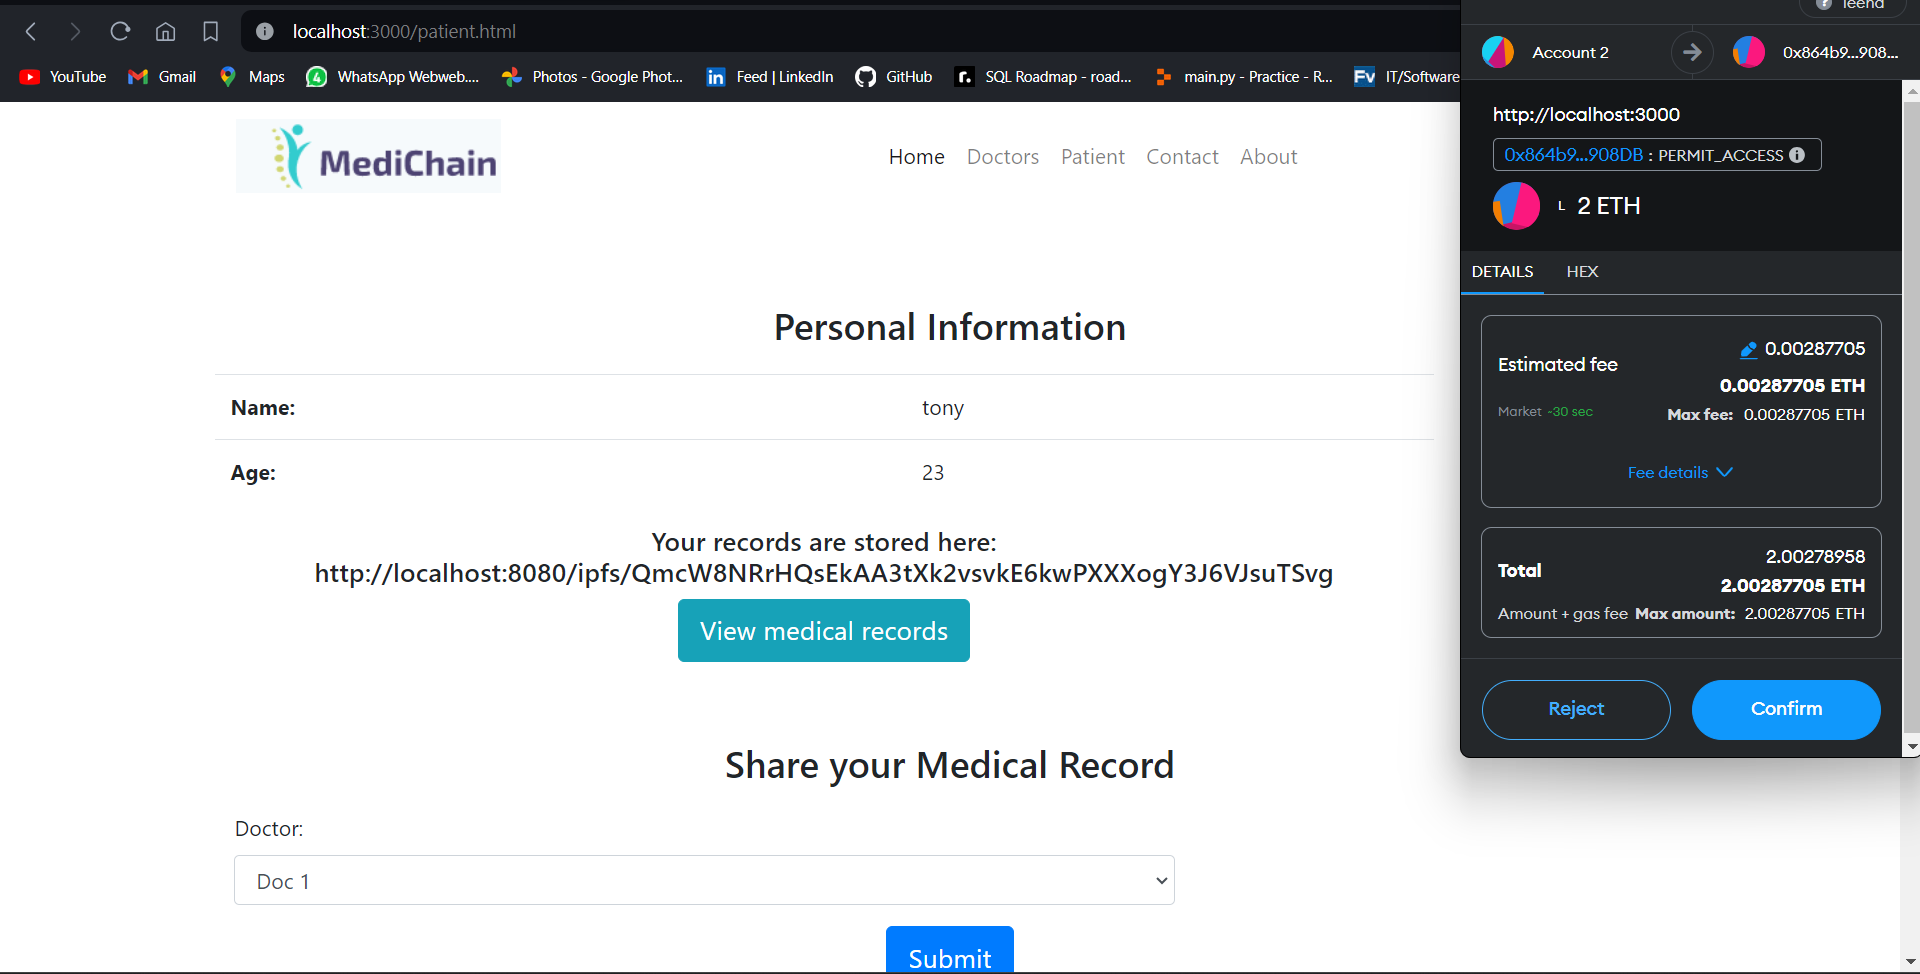 localhost:3000/patient.html
YouTube
Gmail
Maps
WhatsApp Webweb....
Photos - Google Phot...
Feed | LinkedIn
GitHub
SQL Roadmap - road...
main.py - Practice - R...
IT/Software
MediChain
Home
Doctors
Patient
Contact
About
Personal Information
Name:
tony
Age:
23
Your records are stored here:
http://localhost:8080/ipfs/QmcW8NRrHQsEkAA3tXk2vsvkE6kwPXXXogY3J6VJsuTSvg
View medical records
Share your Medical Record
Doctor:
Doc 1
Submit
Account 2
0x864b9...908...
http://localhost:3000
0x864b9...908DB : PERMIT_ACCESS
2 ETH
DETAILS
HEX
Estimated fee
0.00287705
0.00287705 ETH
Market ~30 sec
Max fee: 0.00287705 ETH
Fee details
Total
2.00278958
2.00287705 ETH
Amount + gas fee Max amount: 2.00287705 ETH
Reject
Confirm